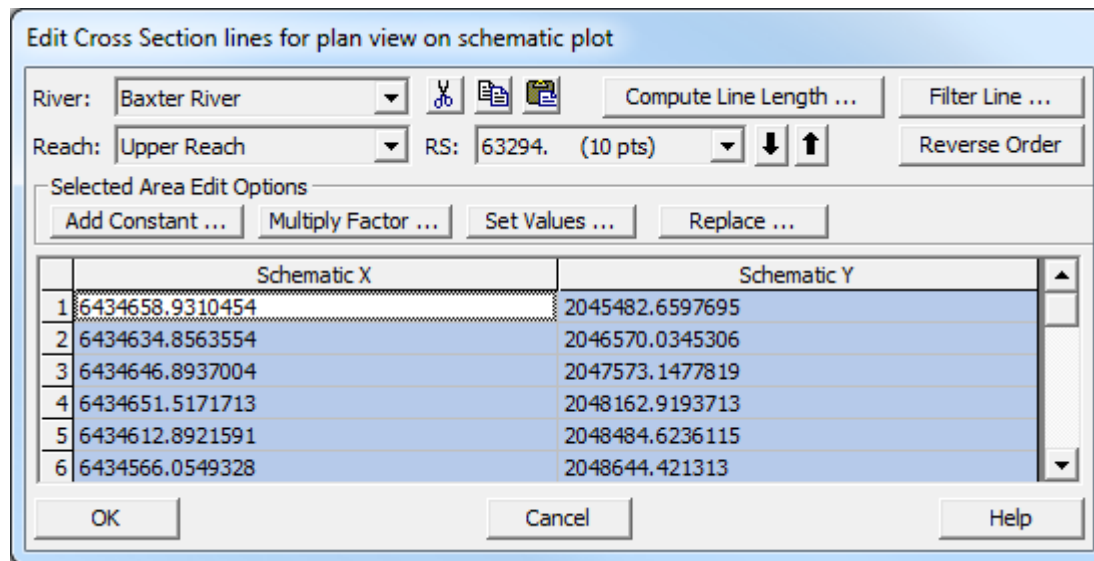 Edit Cross Section lines for plan view on schematic plot
River: Baxter River Compute Line Length ... Filter Line ...
Reach: Upper Reach RS: 63294. (10 pts) Reverse Order
Selected Area Edit Options
Add Constant ... Multiply Factor ... Set Values ... Replace ...
Schematic X Schematic Y
1 6434658.9310454 2045482.6597695
2 6434634.8563554 2046570.0345306
3 6434646.8937004 2047573.1477819
4 6434651.5171713 2048162.9193713
5 6434612.8921591 2048484.6236115
6 6434566.0549328 2048644.421313
OK Cancel Help